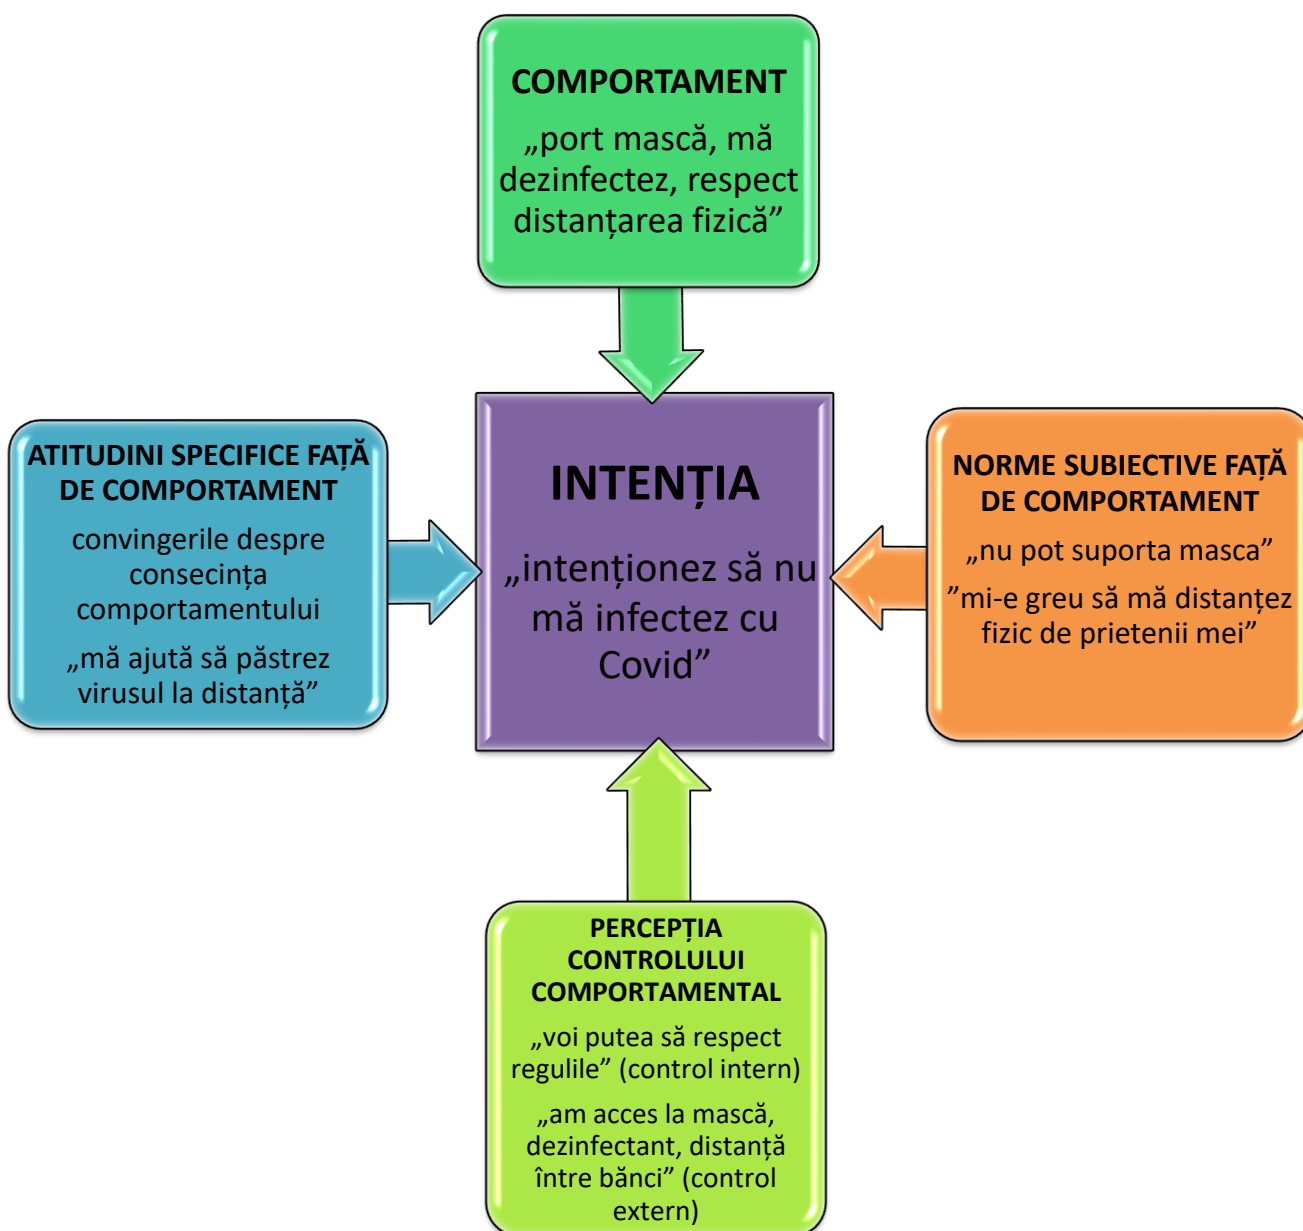 COMPORTAMENT
„port mască, mă
dezinfectez, respect
distanțarea fizică”
ATITUDINI SPECIFICE FAȚĂ
DE COMPORTAMENT
convingerile despre
consecința
comportamentului
„mă ajută să păstrez
virusul la distanță”
INTENȚIA
„intenționez să nu
mă infectez cu
Covid”
NORME SUBIECTIVE FAȚĂ
DE COMPORTAMENT
„nu pot suporta masca”
”mi-e greu să mă distanțez
fizic de prietenii mei”
PERCEPȚIA
CONTROLULUI
COMPORTAMENTAL
„voi putea să respect
regulile” (control intern)
„am acces la mască,
dezinfectant, distanță
între bănci” (control
extern)